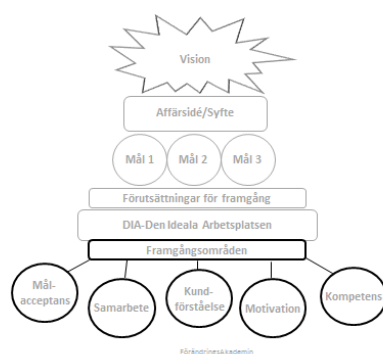 Vision
Affärsidé/Syfte
Mål 1 Mål 2 Mål 3
Förutsättningar för framgång
DIA-Den Ideala Arbetsplatsen
Framgångsområden
Mål-
acceptans
Samarbete
Kund-
förståelse
Motivation
Kompetens
FörändringsAkademin